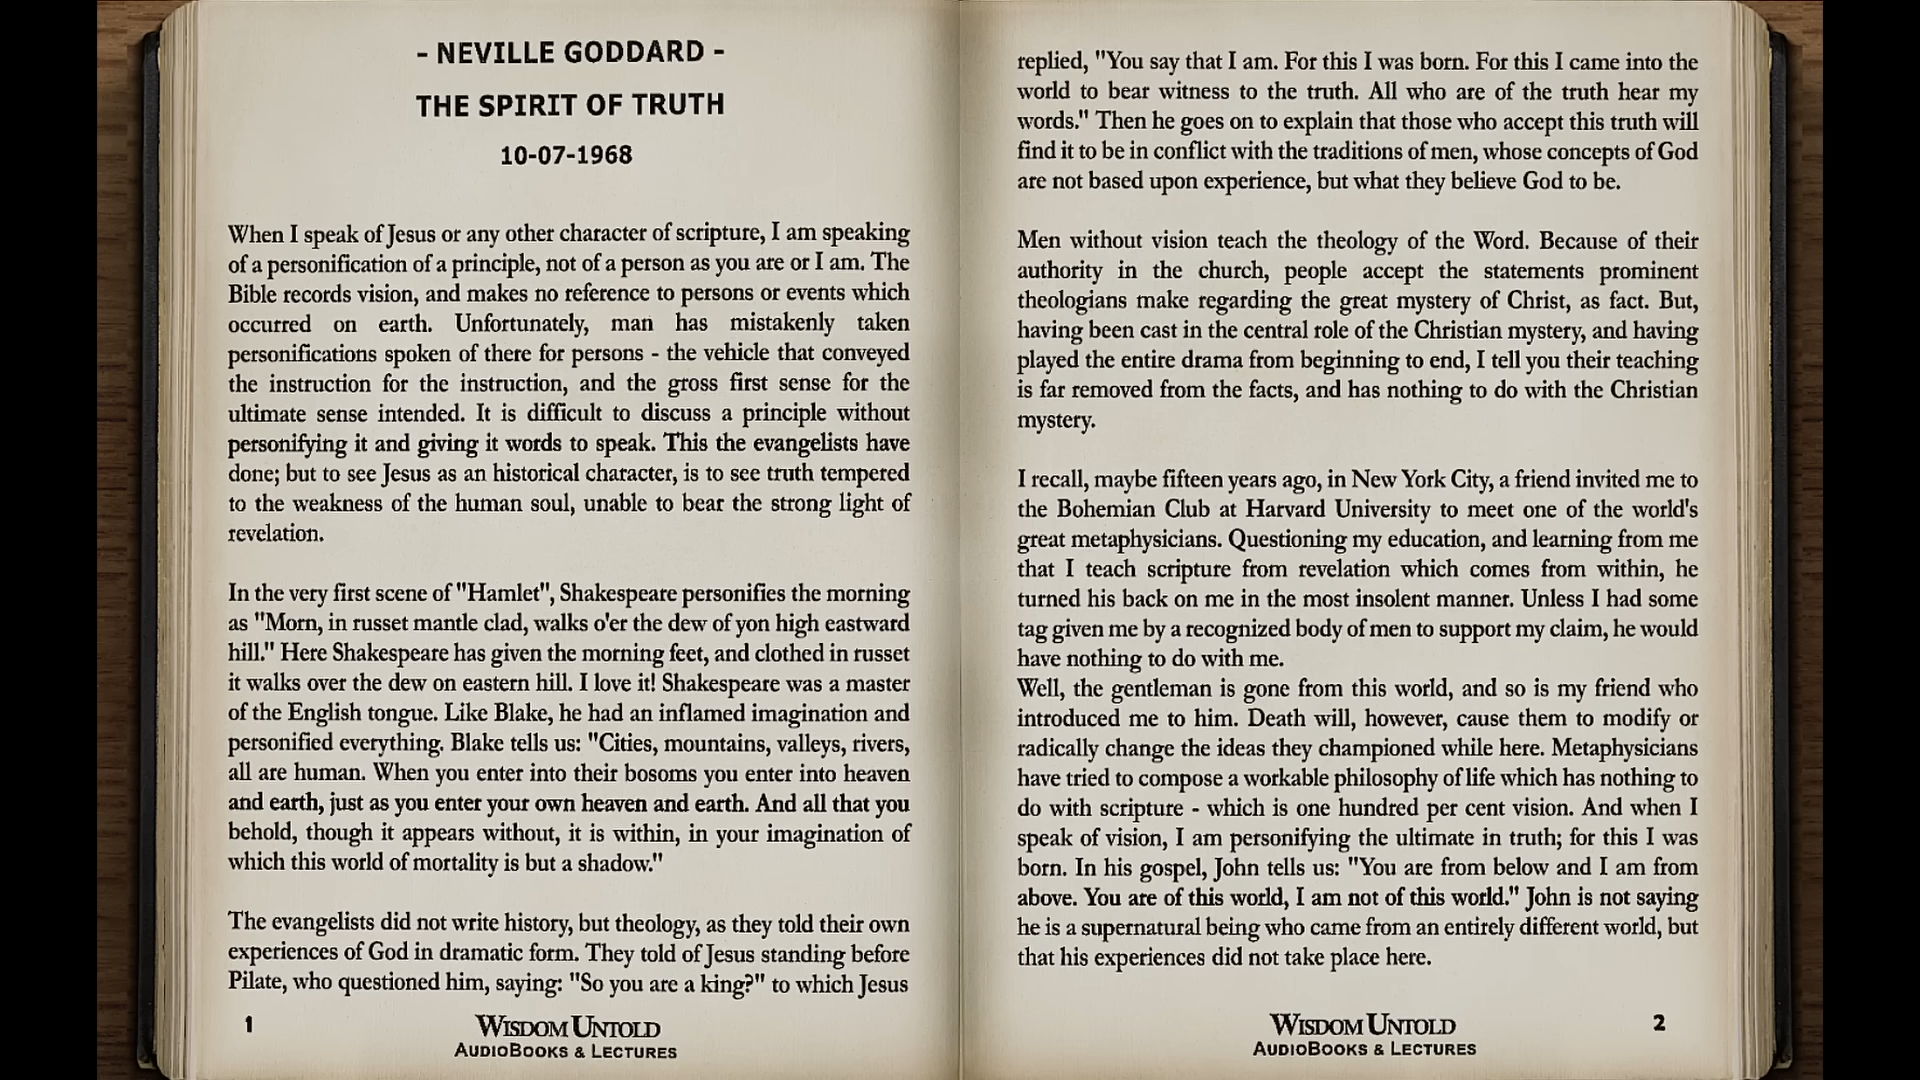 - NEVILLE GODDARD -
THE SPIRIT OF TRUTH
10-07-1968
When I speak of Jesus or any other character of scripture, I am speaking
of a personification of a principle, not of a person as you are or I am. The
Bible records vision, and makes no reference to persons or events which
occurred on earth. Unfortunately, man has mistakenly taken
personifications spoken of there for persons - the vehicle that conveyed
the instruction for the instruction, and the gross first sense for the
ultimate sense intended. It is difficult to discuss a principle without
personifying it and giving it words to speak. This the evangelists have
done; but to see Jesus as an historical character, is to see truth tempered
to the weakness of the human soul, unable to bear the strong light of
revelation.
In the very first scene of "Hamlet", Shakespeare personifies the morning
as "Morn, in russet mantle clad, walks o'er the dew of yon high eastward
hill." Here Shakespeare has given the morning feet, and clothed in russet
it walks over the dew on eastern hill. I love it! Shakespeare was a master
of the English tongue. Like Blake, he had an inflamed imagination and
personified everything. Blake tells us: "Cities, mountains, valleys, rivers,
all are human. When you enter into their bosoms you enter into heaven
and earth, just as you enter your own heaven and earth. And all that you
behold, though it appears without, it is within, in your imagination of
which this world of mortality is but a shadow."
The evangelists did not write history, but theology, as they told their own
experiences of God in dramatic form. They told of Jesus standing before
Pilate, who questioned him, saying: "So you are a king?" to which Jesus
1
WISDOM UNTOLD
AUDIOBOOKS & LECTURES
replied, "You say that I am. For this I was born. For this I came into the
world to bear witness to the truth. All who are of the truth hear my
words." Then he goes on to explain that those who accept this truth will
find it to be in conflict with the traditions of men, whose concepts of God
are not based upon experience, but what they believe God to be.
Men without vision teach the theology of the Word. Because of their
authority in the church, people accept the statements prominent
theologians make regarding the great mystery of Christ, as fact. But,
having been cast in the central role of the Christian mystery, and having
played the entire drama from beginning to end, I tell you their teaching
is far removed from the facts, and has nothing to do with the Christian
mystery.
I recall, maybe fifteen years ago, in New York City, a friend invited me to
the Bohemian Club at Harvard University to meet one of the world's
great metaphysicians. Questioning my education, and learning from me
that I teach scripture from revelation which comes from within, he
turned his back on me in the most insolent manner. Unless I had some
tag given me by a recognized body of men to support my claim, he would
have nothing to do with me.
Well, the gentleman is gone from this world, and so is my friend who
introduced me to him. Death will, however, cause them to modify or
radically change the ideas they championed while here. Metaphysicians
have tried to compose a workable philosophy of life which has nothing to
do with scripture - which is one hundred per cent vision. And when I
speak of vision, I am personifying the ultimate in truth; for this I was
born. In his gospel, John tells us: "You are from below and I am from
above. You are of this world, I am not of this world." John is not saying
he is a supernatural being who came from an entirely different world, but
that his experiences did not take place here.
WISDOM UNTOLD
AUDIOBOOKS & LECTURES
2